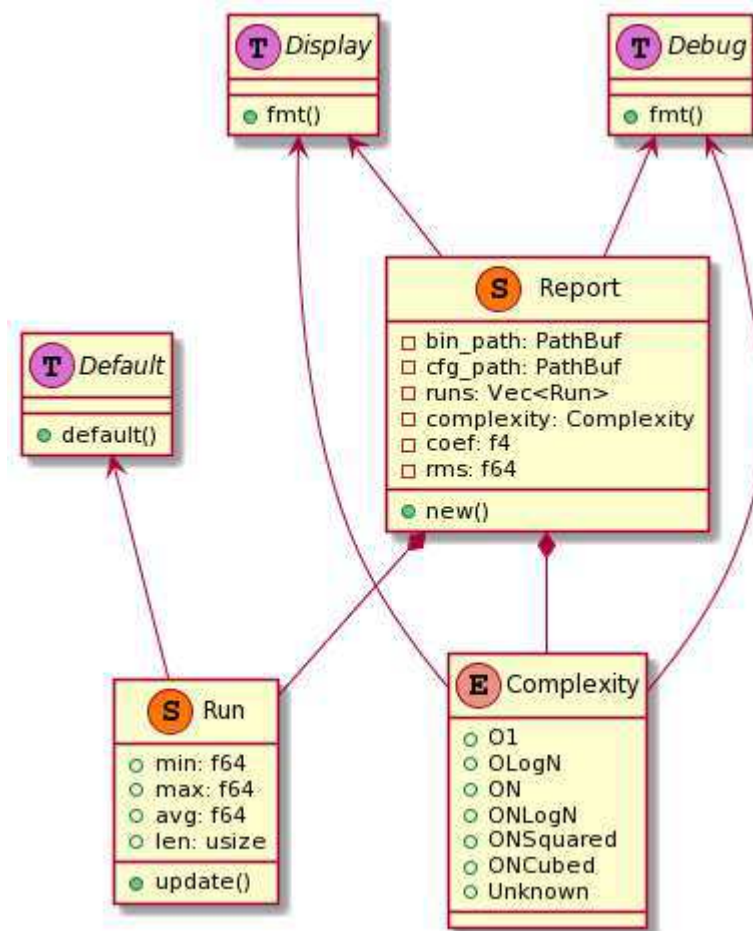 T Display
fmt()
T Debug
fmt()
S Report
bin_path: PathBuf
cfg_path: PathBuf
runs: Vec<Run>
complexity: Complexity
coef: f4
rms: f64
new()
T Default
default()
S Run
min: f64
max: f64
avg: f64
len: usize
update()
E Complexity
O1
OLogN
ON
ONLogN
ONSquared
ONCubed
Unknown